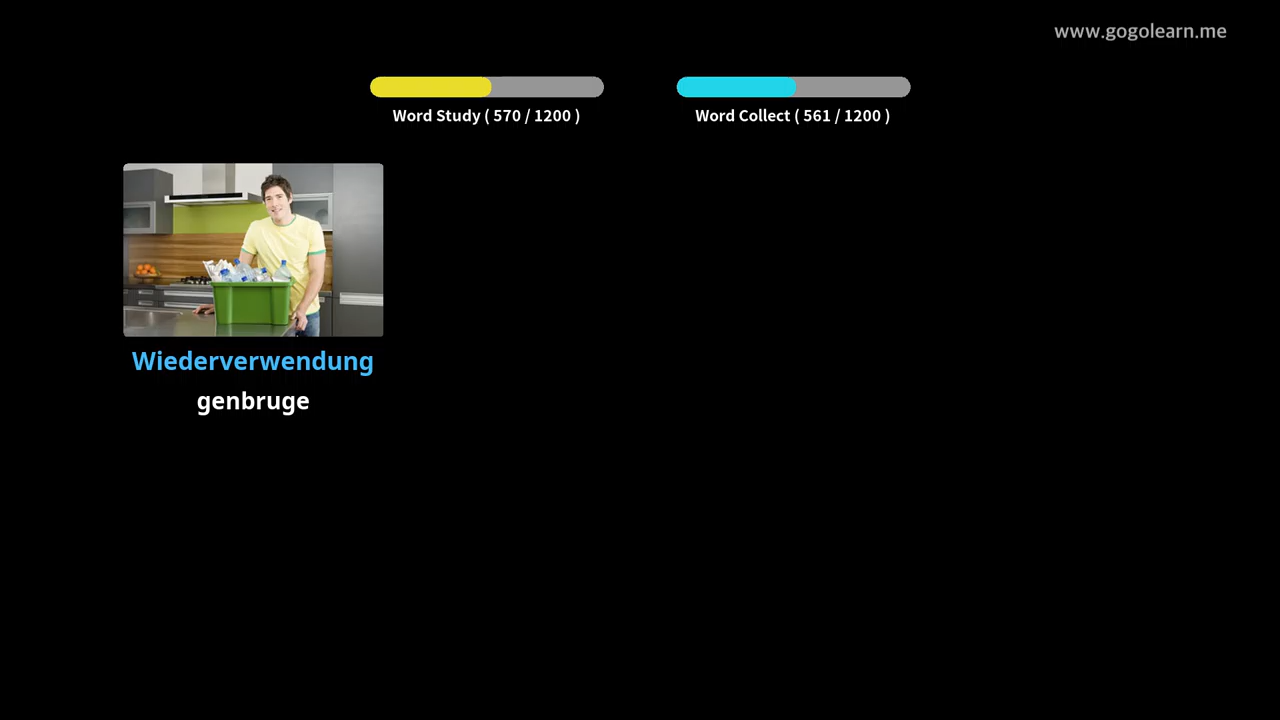 www.gogolearn.me
Word Study ( 570 / 1200 )
Word Collect ( 561 / 1200 )
Wiederverwendung
genbruge